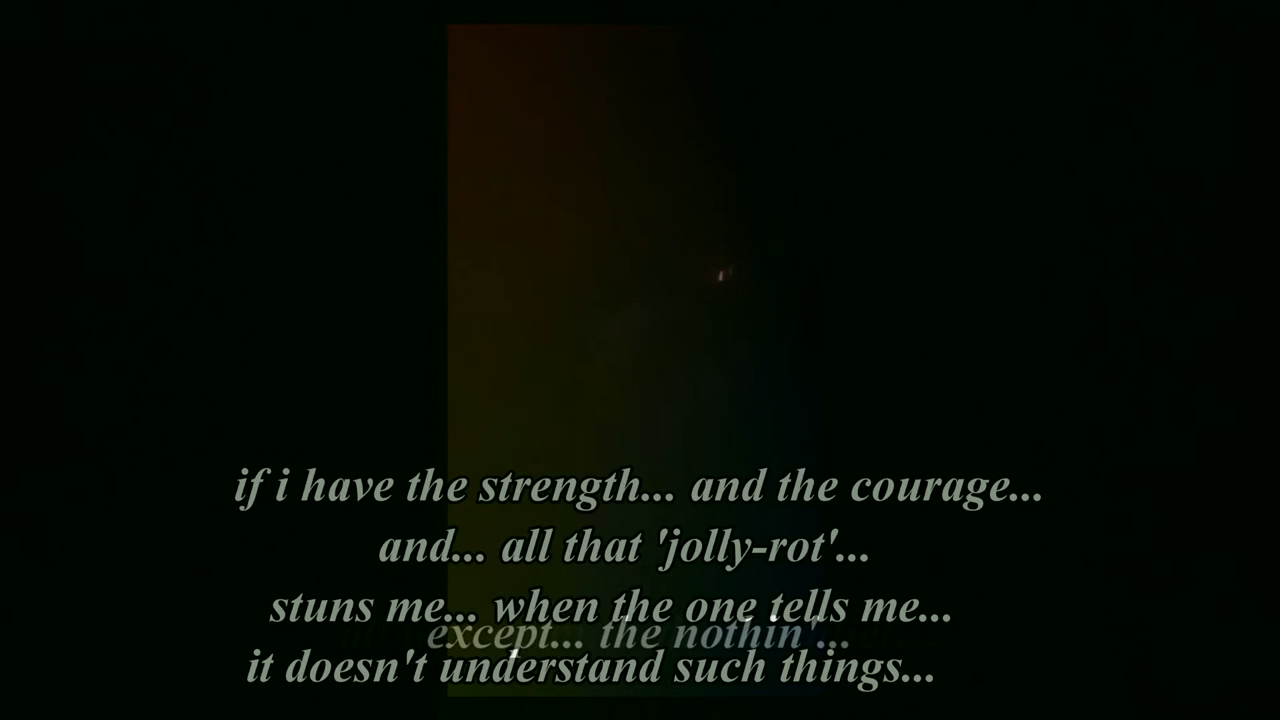 if i have the strength... and the courage...
and... all that 'jolly-rot'...
stuns me... when the one tells me...
except... the nothin'...
it doesn't understand such things...